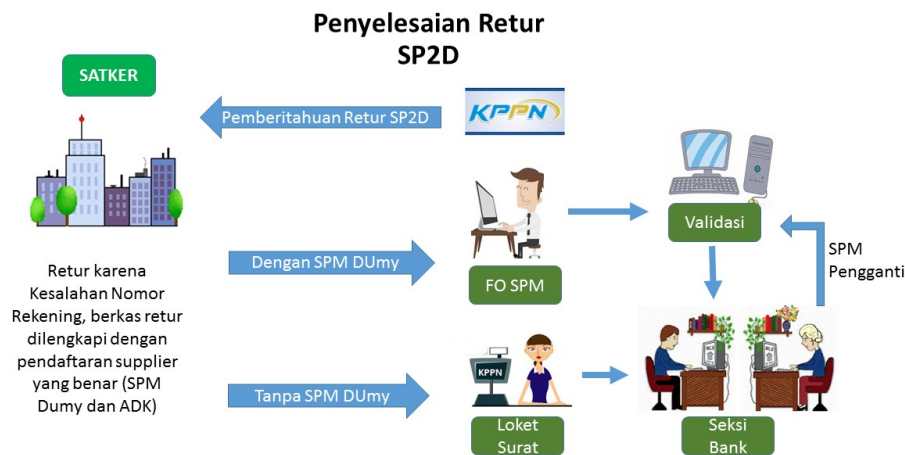 Penyelesaian Retur
SP2D
SATKER
Pemberitahuan Retur SP2D
KPPN
Validasi
SPM
Pengganti
Dengan SPM DUmy
FO SPM
Retur karena
Kesalahan Nomor
Rekening, berkas retur
dilengkapi dengan
pendaftaran supplier
yang benar (SPM
Dumy dan ADK)
KPPN
Tanpa SPM DUmy
Loket
Surat
Seksi
Bank